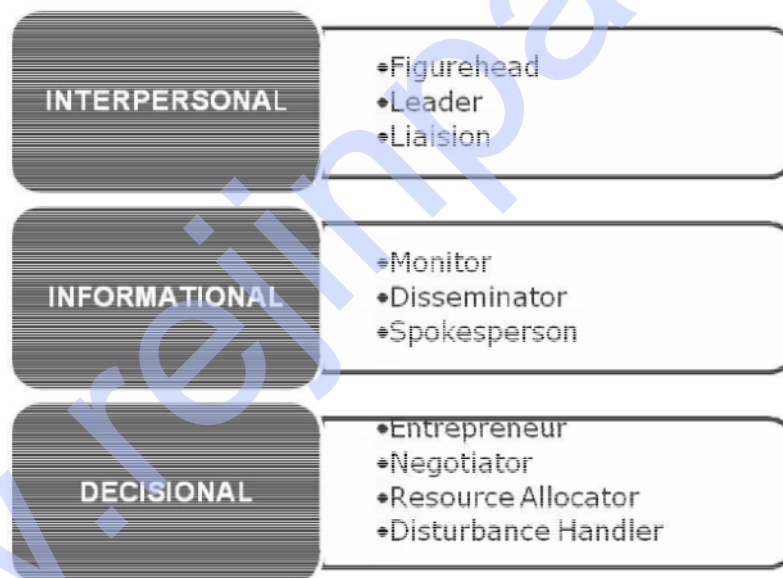 INTERPERSONAL
•Figurehead
•Leader
•Liaision
INFORMATIONAL
•Monitor
•Disseminator
•Spokesperson
DECISIONAL
•Entrepreneur
•Negotiator
•Resource Allocator
•Disturbance Handler